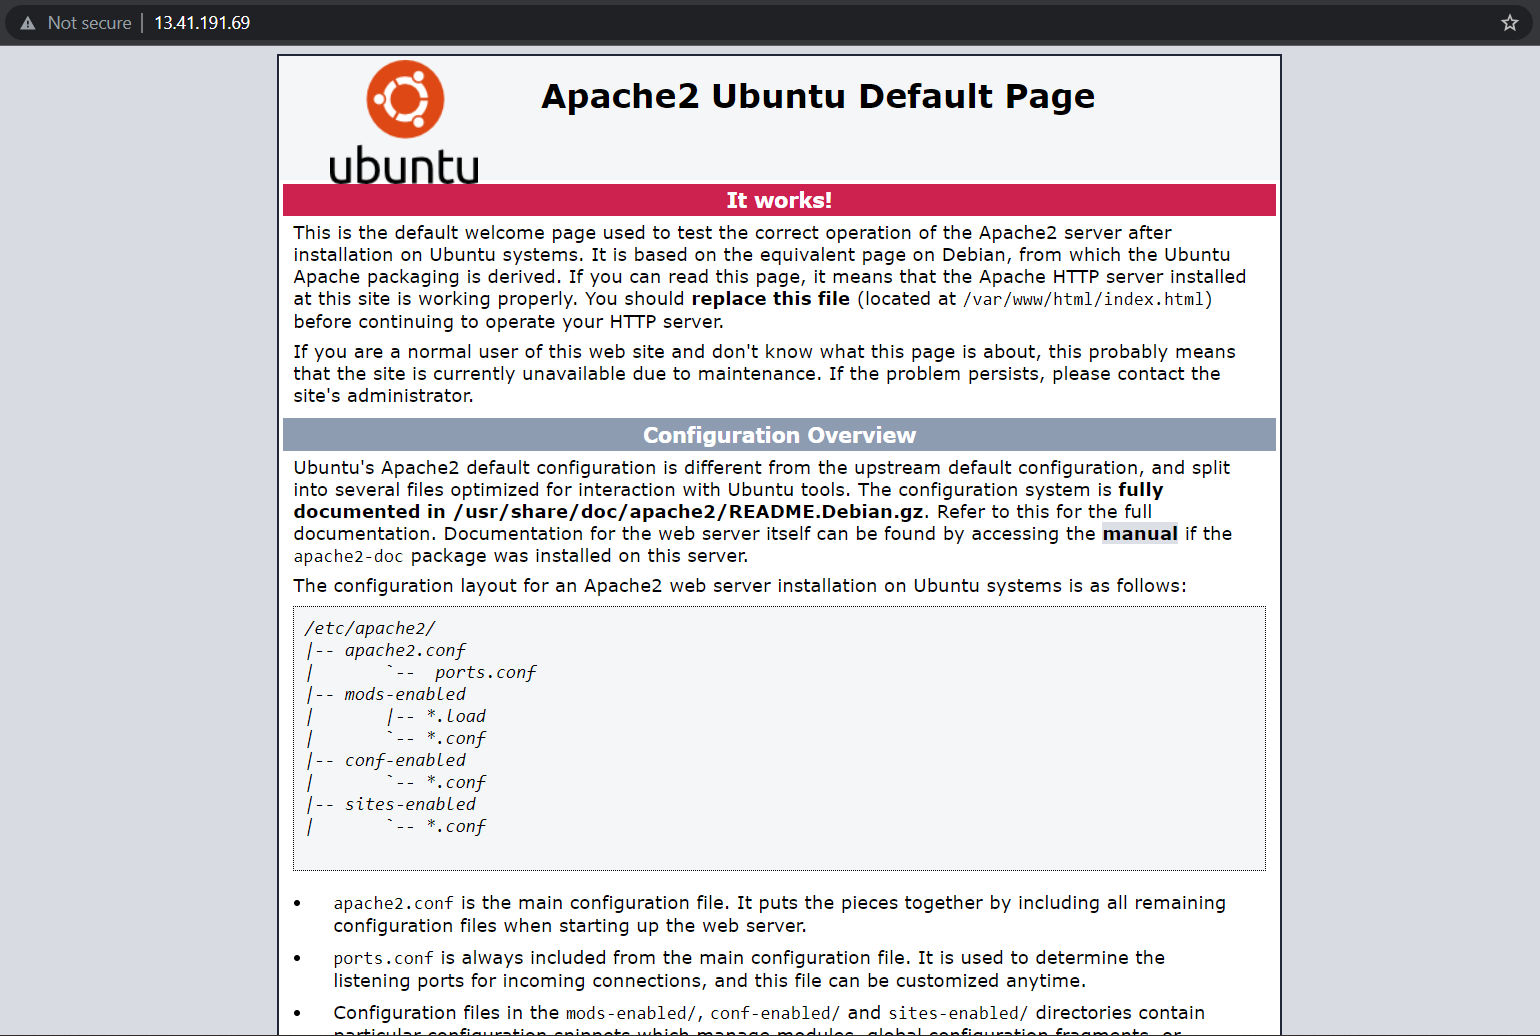 Not secure | 13.41.191.69
Apache2 Ubuntu Default Page
ubuntu
It works!
This is the default welcome page used to test the correct operation of the Apache2 server after
installation on Ubuntu systems. It is based on the equivalent page on Debian, from which the Ubuntu
Apache packaging is derived. If you can read this page, it means that the Apache HTTP server installed
at this site is working properly. You should replace this file (located at /var/www/html/index.html)
before continuing to operate your HTTP server.
If you are a normal user of this web site and don't know what this page is about, this probably means
that the site is currently unavailable due to maintenance. If the problem persists, please contact the
site's administrator.
Configuration Overview
Ubuntu's Apache2 default configuration is different from the upstream default configuration, and split
into several files optimized for interaction with Ubuntu tools. The configuration system is fully
documented in /usr/share/doc/apache2/README.Debian.gz. Refer to this for the full
documentation. Documentation for the web server itself can be found by accessing the manual if the
apache2-doc package was installed on this server.
The configuration layout for an Apache2 web server installation on Ubuntu systems is as follows:
/etc/apache2/
|-- apache2.conf
|       `--  ports.conf
|-- mods-enabled
|       |-- *.load
|       `-- *.conf
|-- conf-enabled
|       `-- *.conf
|-- sites-enabled
|       `-- *.conf
• apache2.conf is the main configuration file. It puts the pieces together by including all remaining
configuration files when starting up the web server.
• ports.conf is always included from the main configuration file. It is used to determine the
listening ports for incoming connections, and this file can be customized anytime.
• Configuration files in the mods-enabled/, conf-enabled/ and sites-enabled/ directories contain
particular configuration snippets which manage modules, global configuration fragments, or